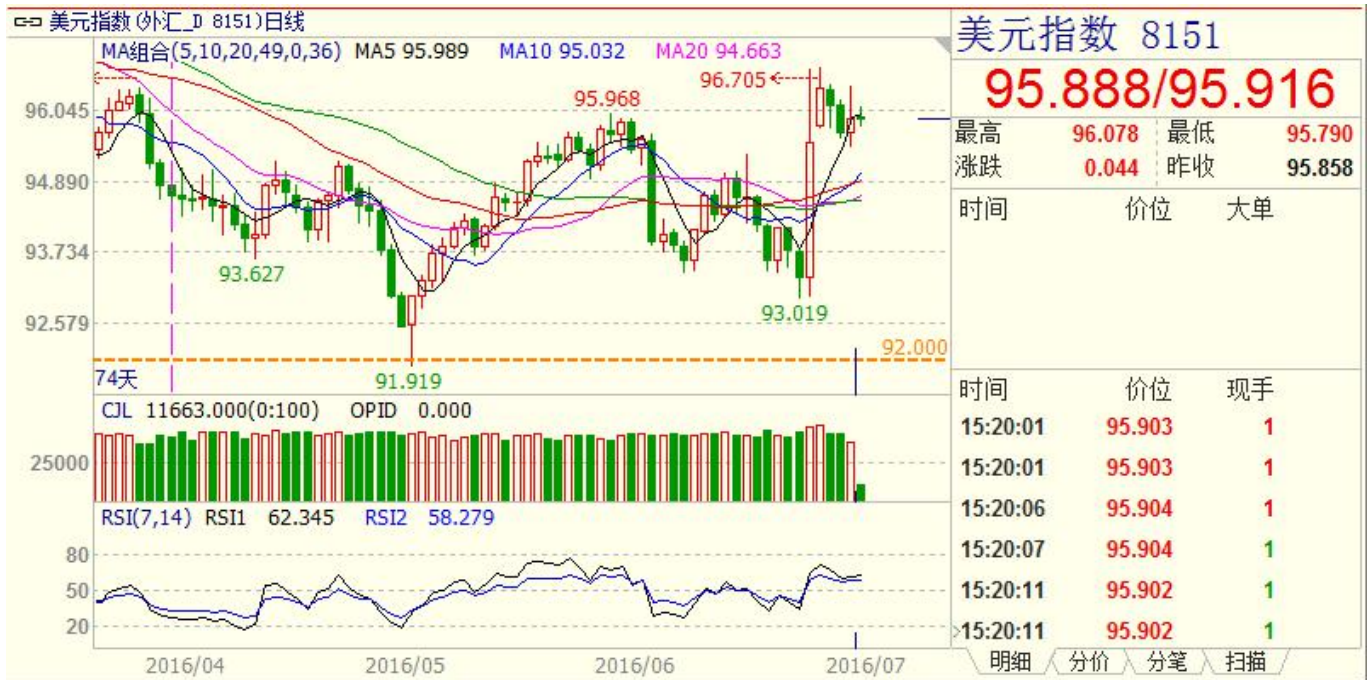 美元指数(外汇_D 8151)日线
MA组合(5,10,20,49,0,36) MA5 95.989 MA10 95.032 MA20 94.663
96.705
95.968
96.045
94.890
93.734
93.627
93.019
92.579
92.000
74天
91.919
CJL 11663.000(0:100) OPID 0.000
25000
RSI(7,14) RSI1 62.345 RSI2 58.279
80
50
20
2016/04 2016/05 2016/06 2016/07
美元指数 8151
95.888/95.916
最高 96.078 最低 95.790
涨跌 0.044 昨收 95.858
时间 价位 大单
时间 价位 现手
15:20:01 95.903 1
15:20:01 95.903 1
15:20:06 95.904 1
15:20:07 95.904 1
15:20:11 95.902 1
15:20:11 95.902 1
明细 分价 分笔 扫描